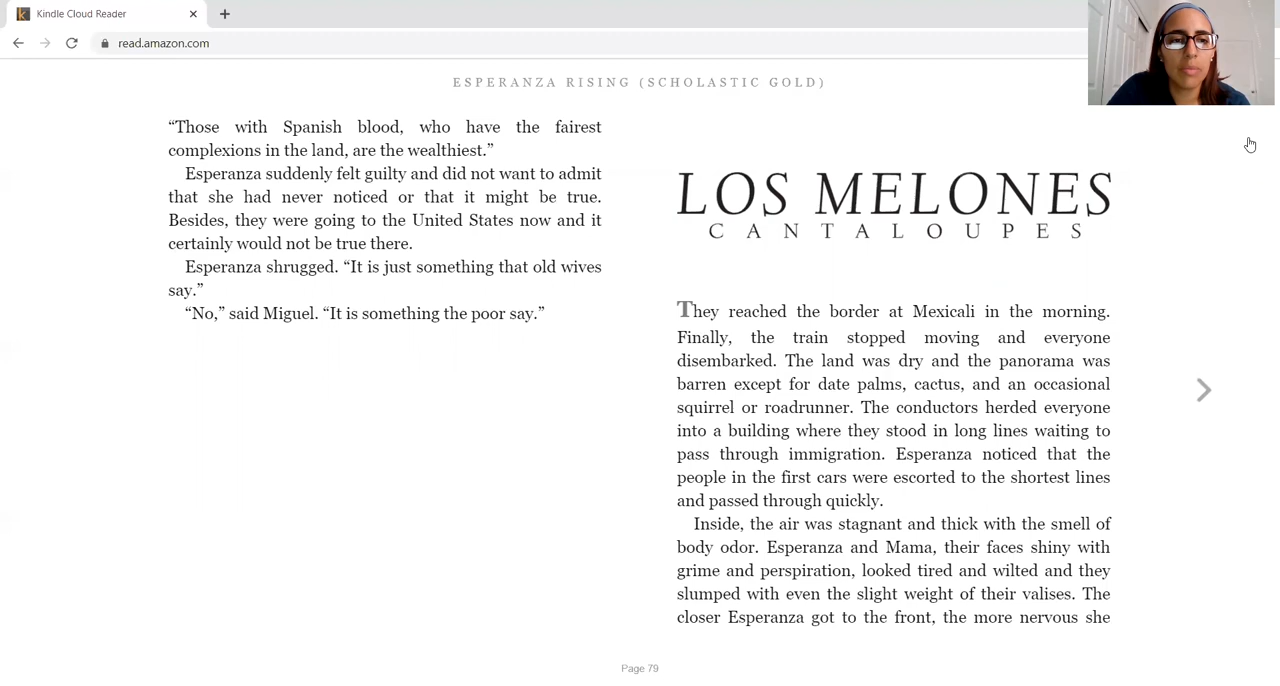 Kindle Cloud Reader
read.amazon.com
ESPERANZA RISING (SCHOLASTIC GOLD)
“Those with Spanish blood, who have the fairest
complexions in the land, are the wealthiest.”
Esperanza suddenly felt guilty and did not want to admit
that she had never noticed or that it might be true.
Besides, they were going to the United States now and it
certainly would not be true there.
Esperanza shrugged. “It is just something that old wives
say.”
“No,” said Miguel. “It is something the poor say.”
LOS MELONES
CANTALOUPES
They reached the border at Mexicali in the morning.
Finally, the train stopped moving and everyone
disembarked. The land was dry and the panorama was
barren except for date palms, cactus, and an occasional
squirrel or roadrunner. The conductors herded everyone
into a building where they stood in long lines waiting to
pass through immigration. Esperanza noticed that the
people in the first cars were escorted to the shortest lines
and passed through quickly.
Inside, the air was stagnant and thick with the smell of
body odor. Esperanza and Mama, their faces shiny with
grime and perspiration, looked tired and wilted and they
slumped with even the slight weight of their valises. The
closer Esperanza got to the front, the more nervous she
Page 79